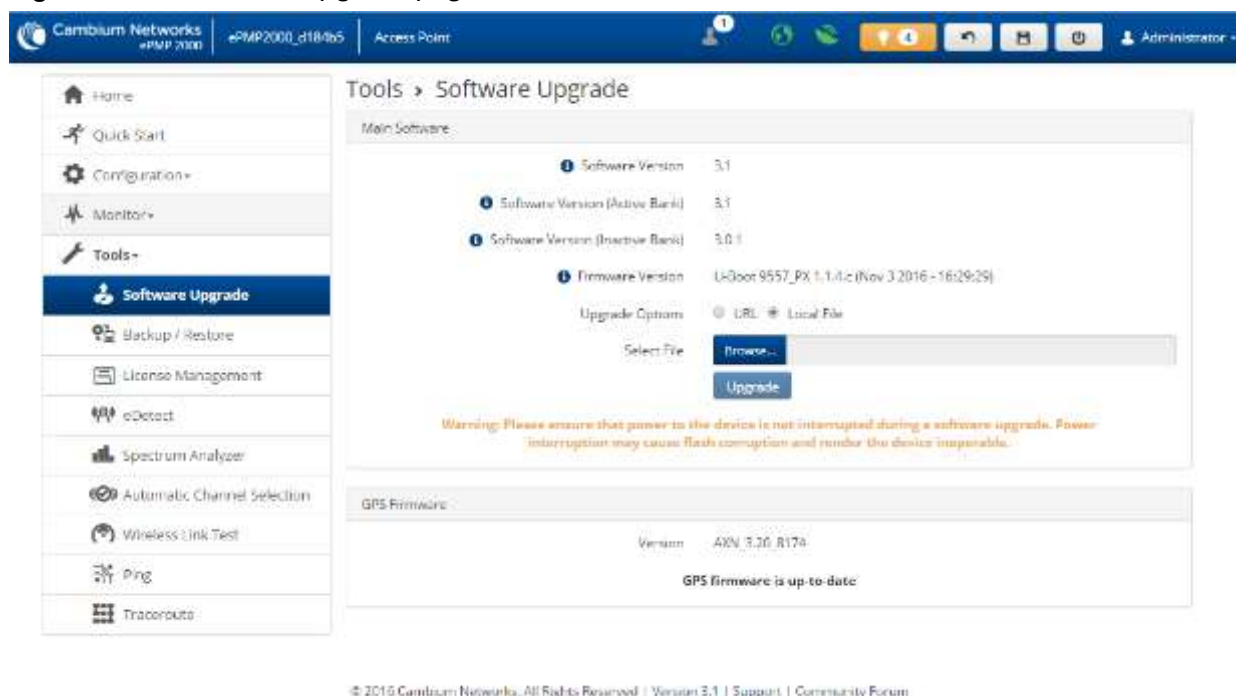 Cambium Networks
ePMP 2000
ePMP2000_d184b5
Access Point
1
4
Administrator
Home
Quick Start
Configuration
Monitor
Tools
Software Upgrade
Backup / Restore
License Management
eDetect
Spectrum Analyzer
Automatic Channel Selection
Wireless Link Test
Ping
Traceroute
Tools > Software Upgrade
Main Software
Software Version 3.1
Software Version (Active Bank) 3.1
Software Version (Inactive Bank) 3.0.1
Firmware Version U-Boot 9557_PX 1.1.4.c (Nov 3 2016 - 16:29:29)
Upgrade Options URL Local File
Select File Browse...
Upgrade
Warning: Please ensure that power to the device is not interrupted during a software upgrade. Power
interruption may cause flash corruption and render the device inoperable.
GPS Firmware
Version AXN_3.20_8174
GPS firmware is up-to-date
© 2016 Cambium Networks. All Rights Reserved | Version 3.1 | Support | Community Forum